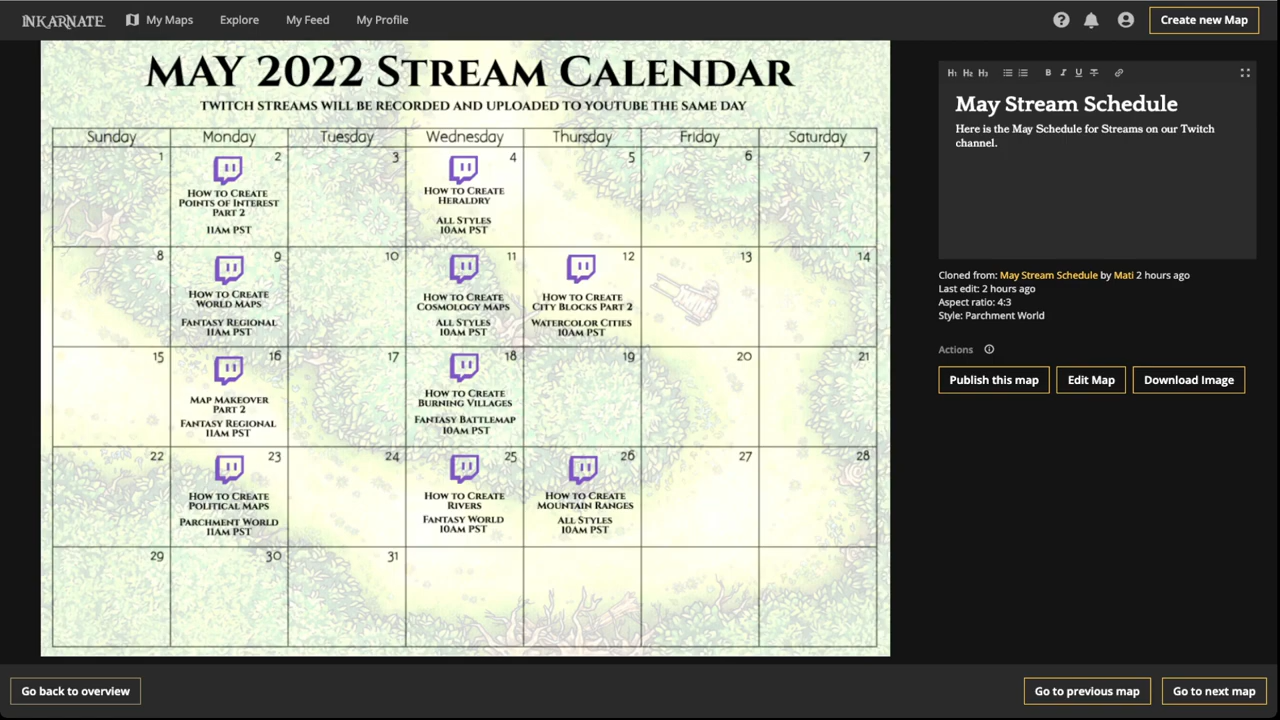 INKARNATE
My Maps
Explore
My Feed
My Profile
Create new Map
MAY 2022 STREAM CALENDAR
TWITCH STREAMS WILL BE RECORDED AND UPLOADED TO YOUTUBE THE SAME DAY
Sunday Monday Tuesday Wednesday Thursday Friday Saturday
1
2
HOW TO CREATE
POINTS OF INTEREST
PART 2
11AM PST
3
4
HOW TO CREATE
HERALDRY
ALL STYLES
10AM PST
5
6
7
8
9
HOW TO CREATE
WORLD MAPS
FANTASY REGIONAL
11AM PST
10
11
HOW TO CREATE
COSMOLOGY MAPS
ALL STYLES
10AM PST
12
HOW TO CREATE
CITY BLOCKS PART 2
WATERCOLOR CITIES
10AM PST
13
14
15
16
MAP MAKEOVER
PART 2
FANTASY REGIONAL
11AM PST
17
18
HOW TO CREATE
BURNING VILLAGES
FANTASY BATTLEMAP
10AM PST
19
20
21
22
23
HOW TO CREATE
POLITICAL MAPS
PARCHMENT WORLD
11AM PST
24
25
HOW TO CREATE
RIVERS
FANTASY WORLD
10AM PST
26
HOW TO CREATE
MOUNTAIN RANGES
ALL STYLES
10AM PST
27
28
29
30
31
H1 H2 H3 B I U T
May Stream Schedule
Here is the May Schedule for Streams on our Twitch
channel.
Cloned from: May Stream Schedule by Mati 2 hours ago
Last edit: 2 hours ago
Aspect ratio: 4:3
Style: Parchment World
Actions
Publish this map
Edit Map
Download Image
Go back to overview
Go to previous map
Go to next map